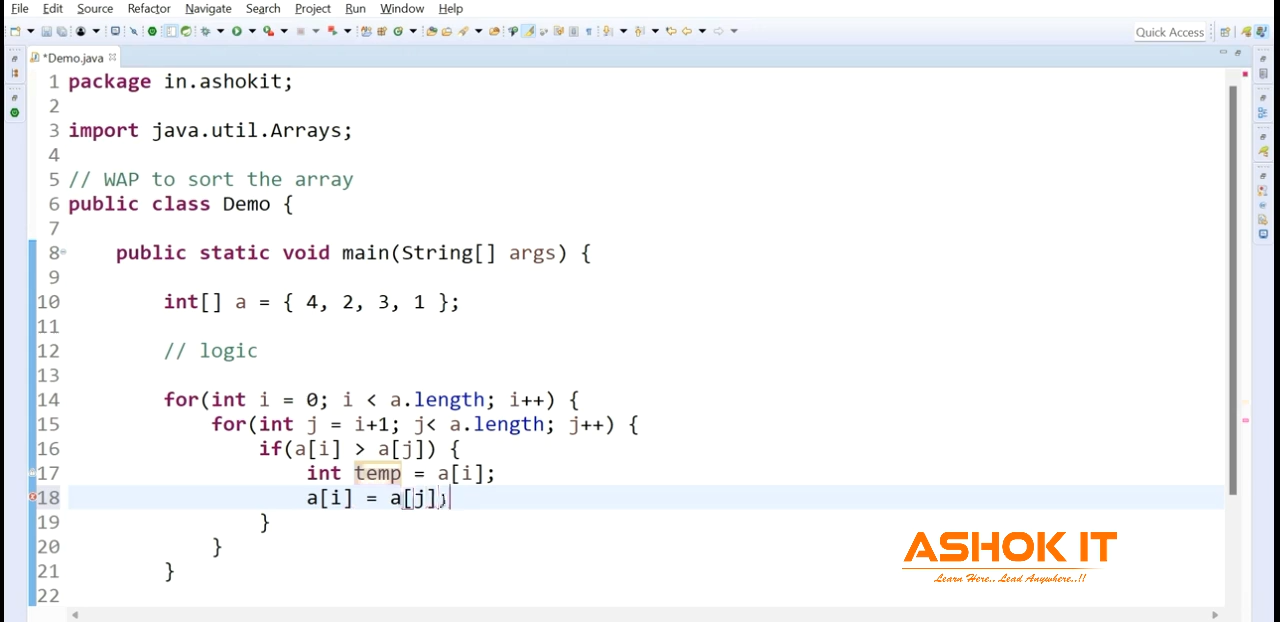 File Edit Source Refactor Navigate Search Project Run Window Help
Quick Access
*Demo.java
1 package in.ashokit;
2
3 import java.util.Arrays;
4
5 // WAP to sort the array
6 public class Demo {
7
8 public static void main(String[] args) {
9
10 int[] a = { 4, 2, 3, 1 };
11
12 // logic
13
14 for(int i = 0; i < a.length; i++) {
15 for(int j = i+1; j< a.length; j++) {
16 if(a[i] > a[j]) {
17 int temp = a[i];
18 a[i] = a[j];
19 }
20 }
21 }
22
ASHOK IT
Learn Here.. Lead Anywhere..!!